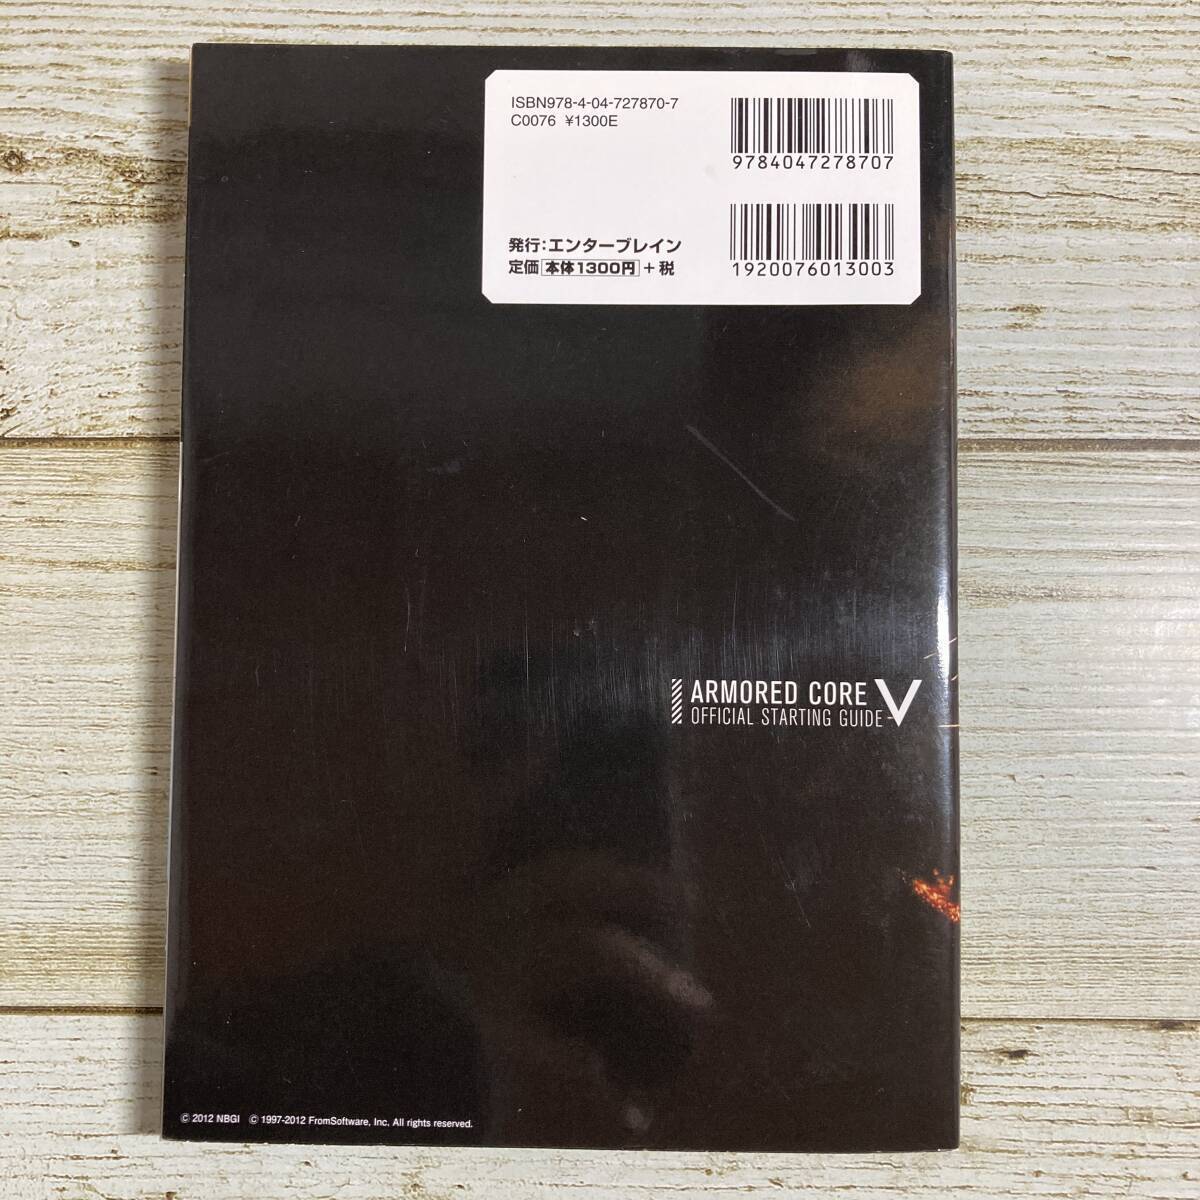 ISBN978-4-04-727870-7
C0076 ¥1300E
9784047278707
発行:エンターブレイン
定価 本体1300円 + 税
1920076013003
ARMORED CORE V
OFFICIAL STARTING GUIDE
© 2012 NBGI © 1997-2012 FromSoftware, Inc. All rights reserved.